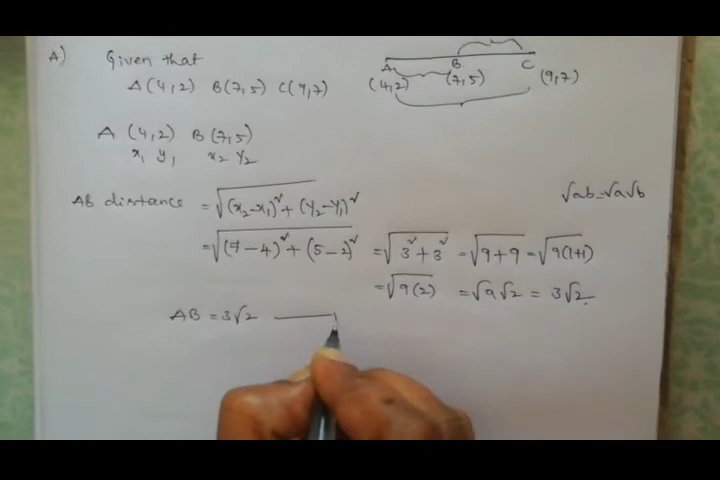 A) Given that
A(4,2) B(7,5) C(9,7)
A B C
(4,2) (7,5) (9,7)
A (4,2) B(7,5)
x₁ y₁ x₂ y₂
AB distance = √(x₂-x₁)² + (y₂-y₁)²
√ab=√a√b
= √(7-4)² + (5-2)² = √3²+3² = √9+9 = √9(1+1)
= √9(2) = √9√2 = 3√2.
AB = 3√2